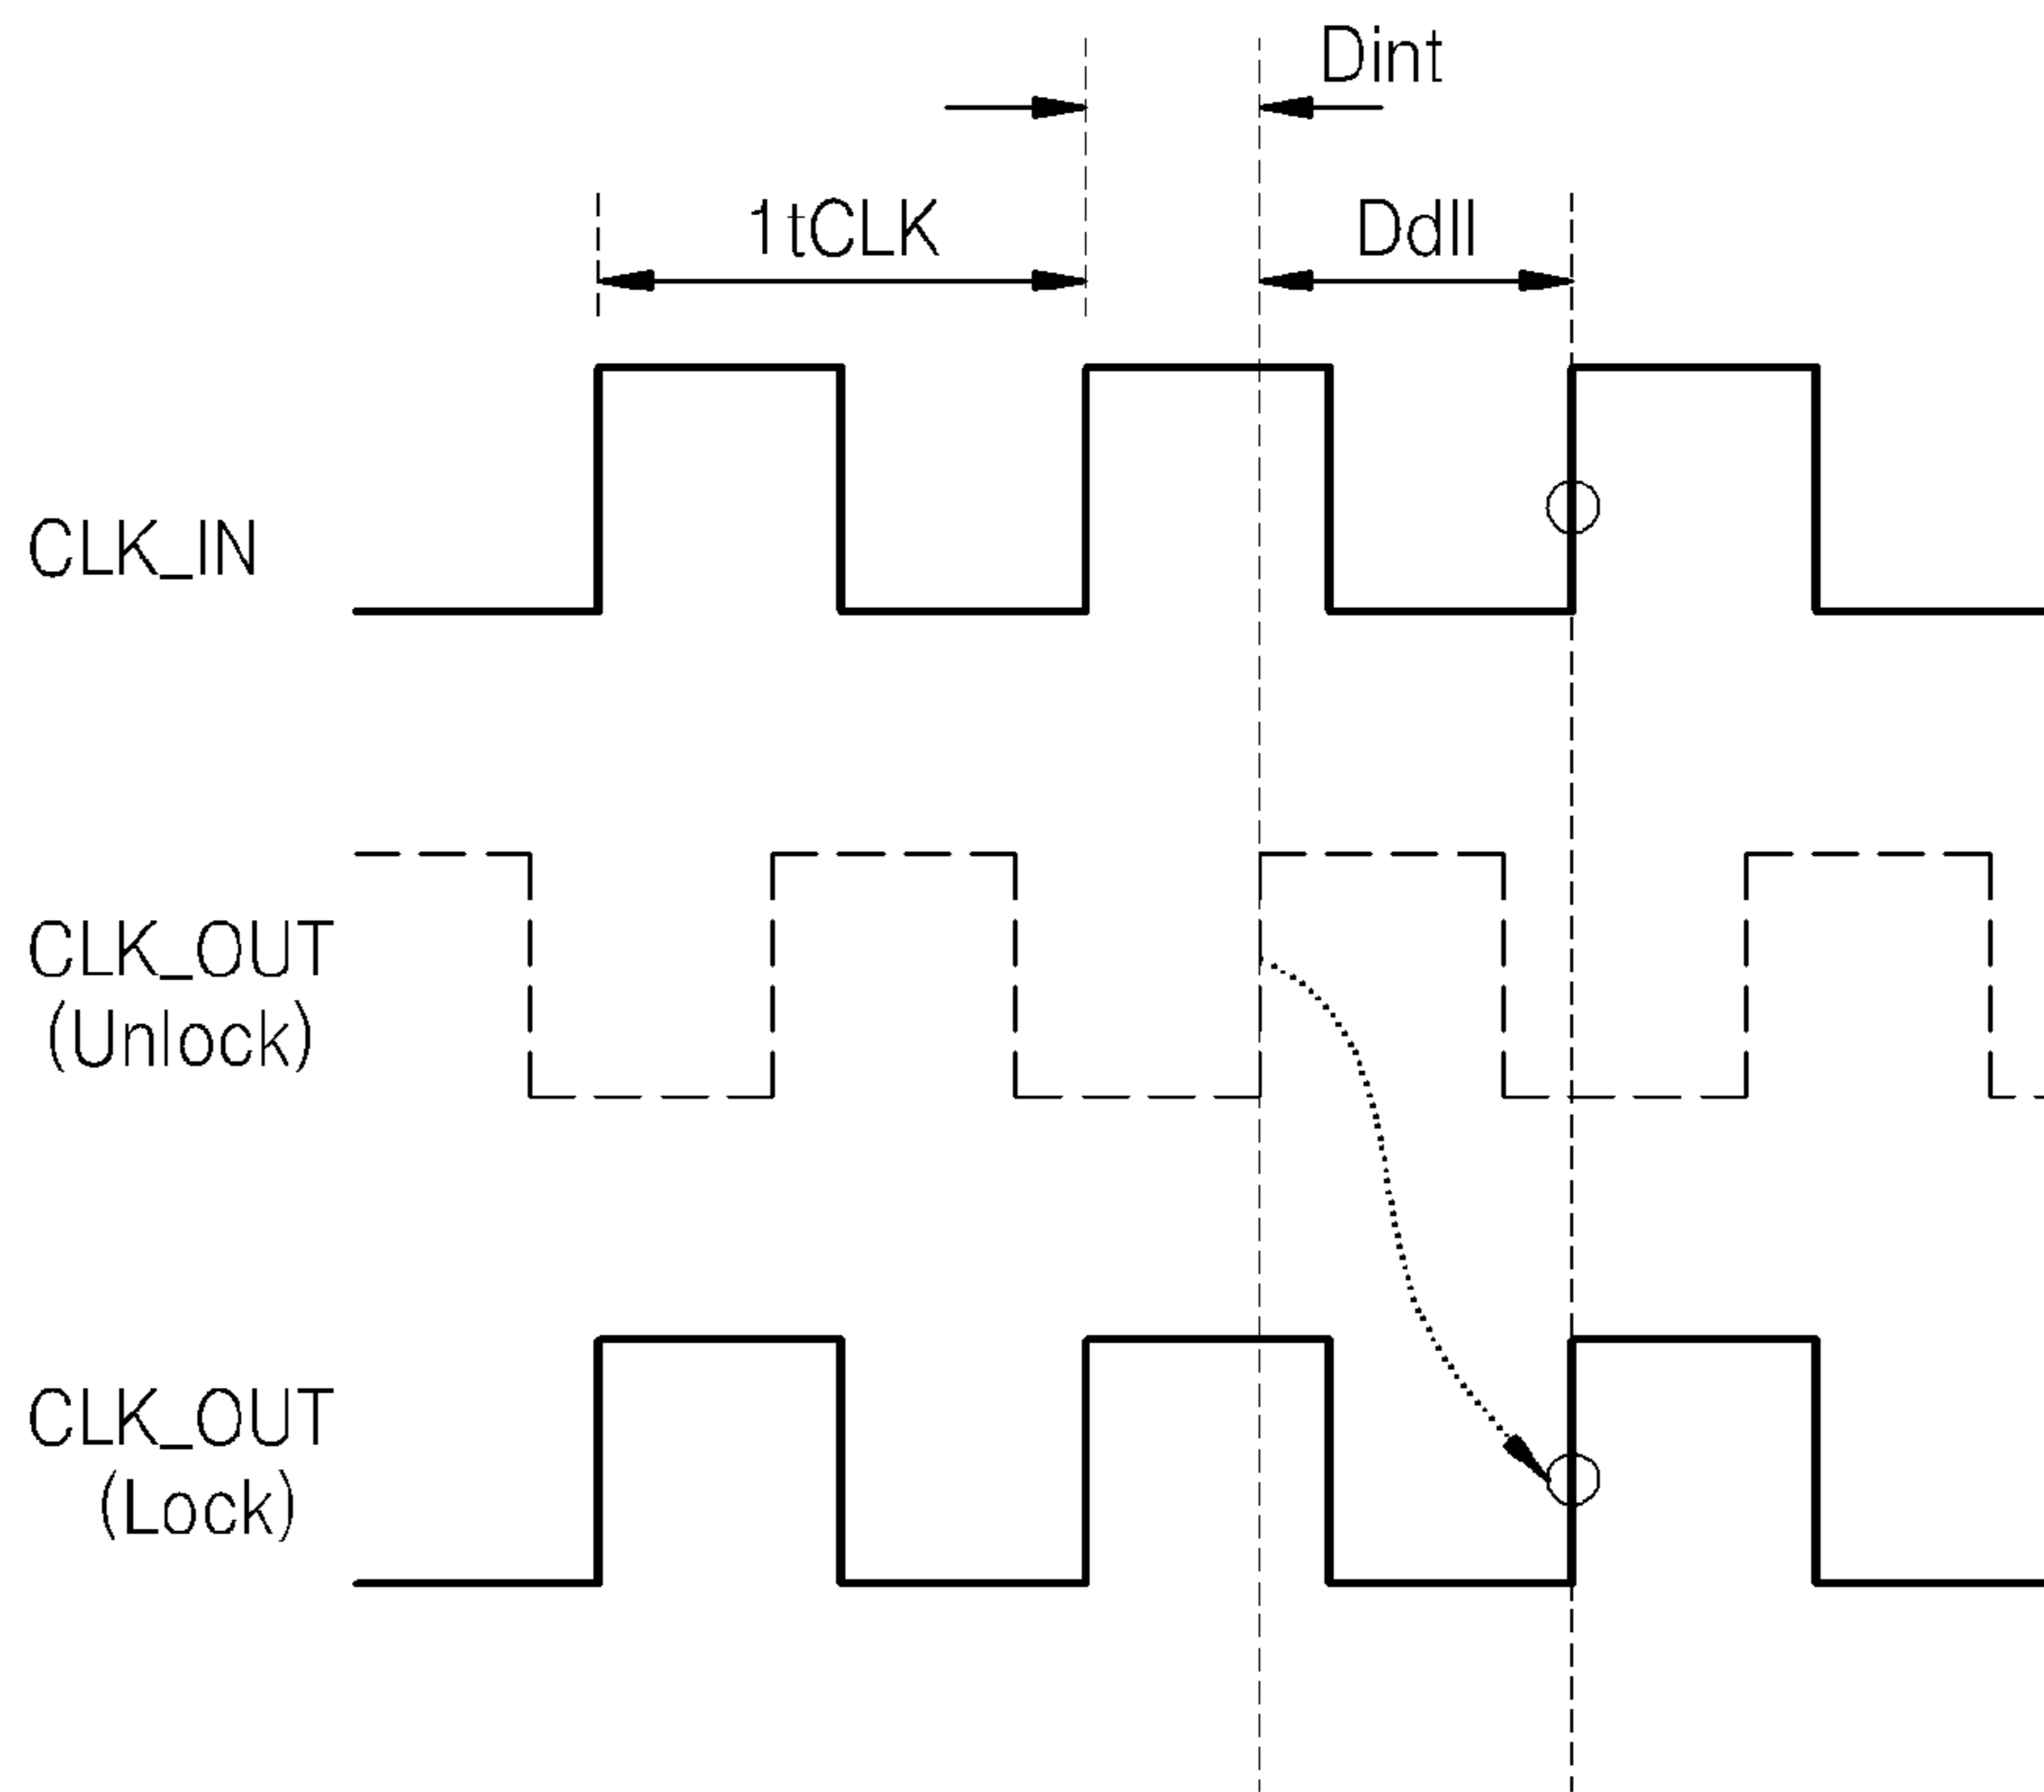 Dint
1tCLK
Ddll
CLK_IN
CLK_OUT
(Unlock)
CLK_OUT
(Lock)